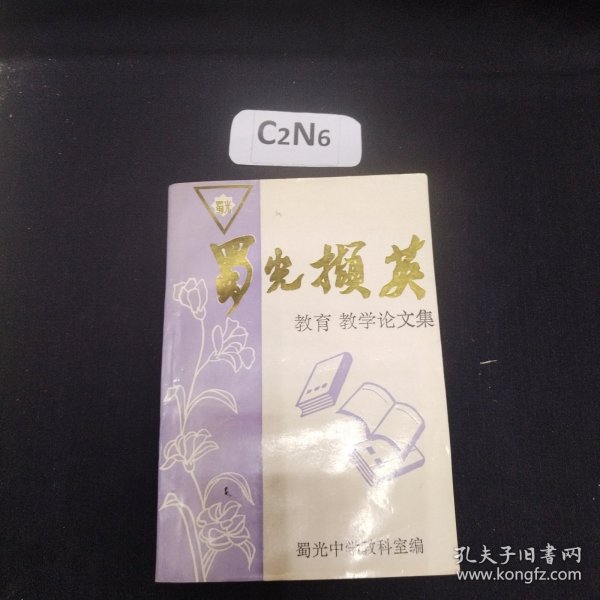 C2N6
蜀光
蜀光撷英
教育 教学论文集
蜀光中学教科室编
孔夫子旧书网
www.kongfz.com